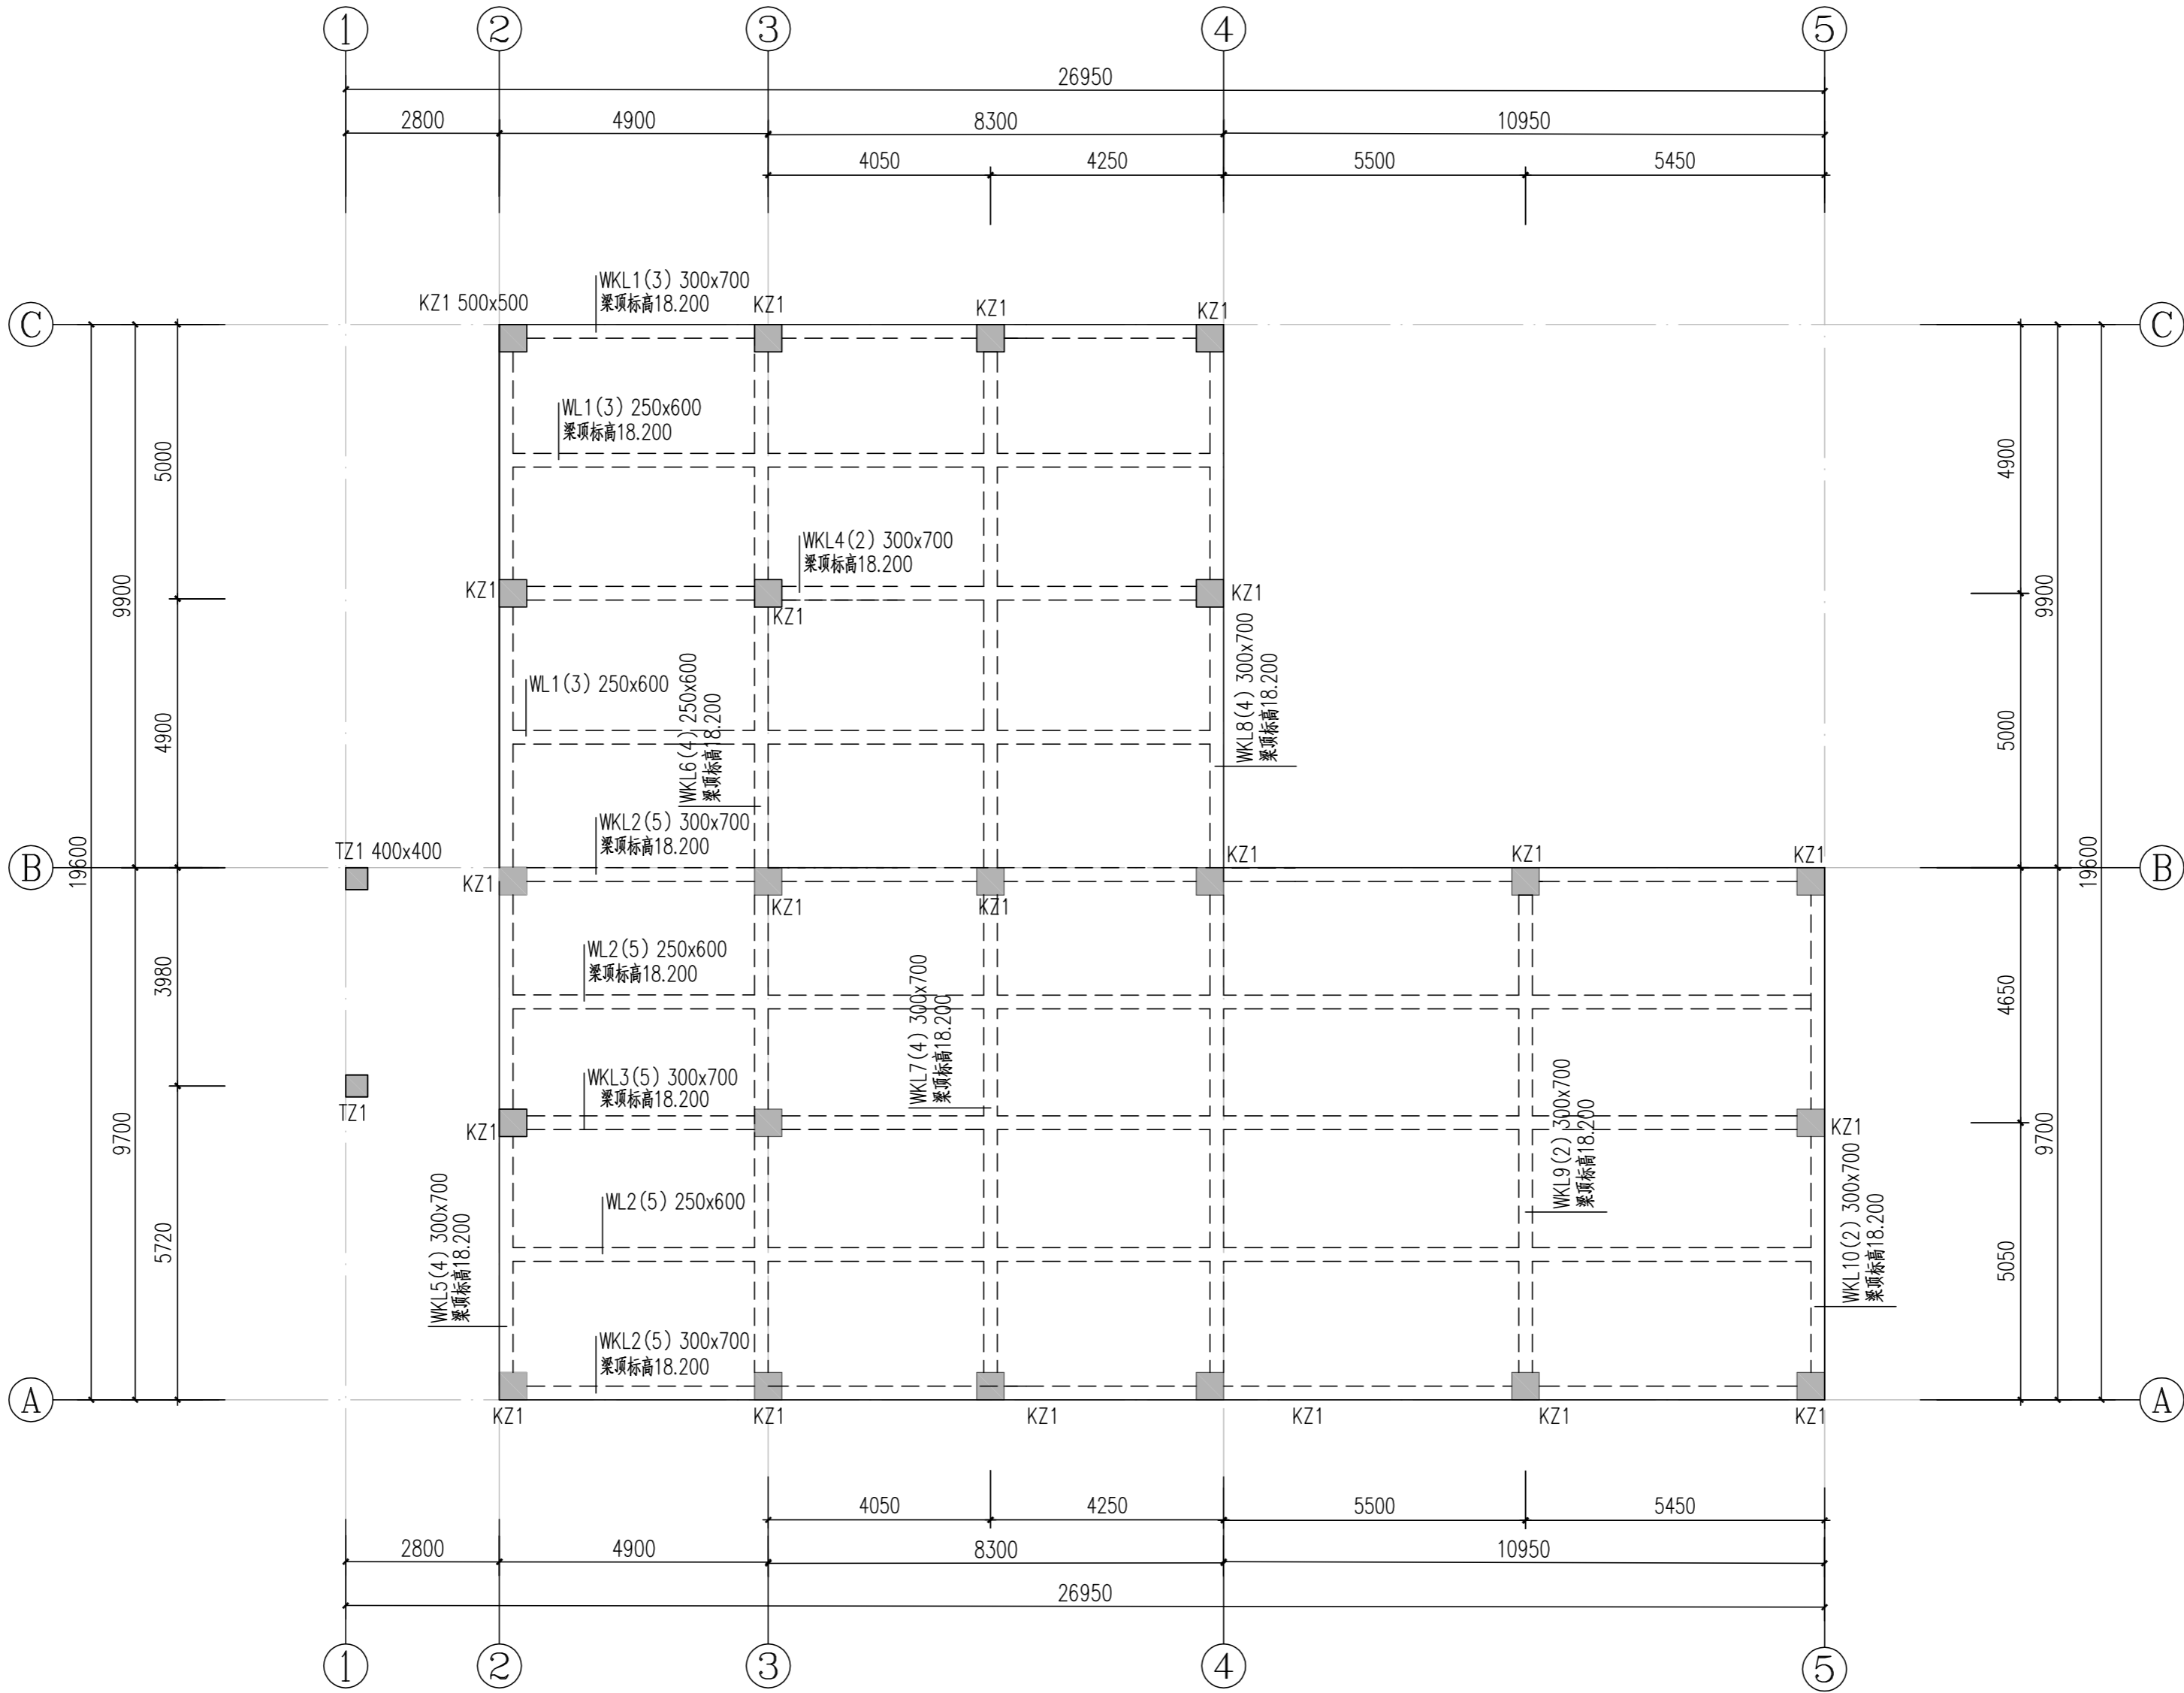 1
2
3
4
5
26950
2800
4900
8300
10950
4050
4250
5500
5450
WKL1(3) 300x700
梁顶标高18.200
KZ1 500x500
KZ1
KZ1
KZ1
C
C
WL1(3) 250x600
梁顶标高18.200
5000
4900
WKL4(2) 300x700
梁顶标高18.200
KZ1
KZ1
KZ1
9900
9900
WKL8(4) 300x700
梁顶标高18.200
WL1(3) 250x600
WKL6(4) 250x600
梁顶标高18.200
4900
5000
WKL2(5) 300x700
梁顶标高18.200
TZ1 400x400
19600
19600
B
B
KZ1
KZ1
KZ1
KZ1
KZ1
KZ1
WL2(5) 250x600
梁顶标高18.200
3980
4650
WKL7(4) 300x700
梁顶标高18.200
WKL3(5) 300x700
梁顶标高18.200
TZ1
KZ1
KZ1
9700
9700
WKL9(2) 300x700
梁顶标高18.200
WKL10(2) 300x700
梁顶标高18.200
WL2(5) 250x600
5720
5050
WKL5(4) 300x700
梁顶标高18.200
WKL2(5) 300x700
梁顶标高18.200
A
A
KZ1
KZ1
KZ1
KZ1
KZ1
KZ1
4050
4250
5500
5450
2800
4900
8300
10950
26950
1
2
3
4
5